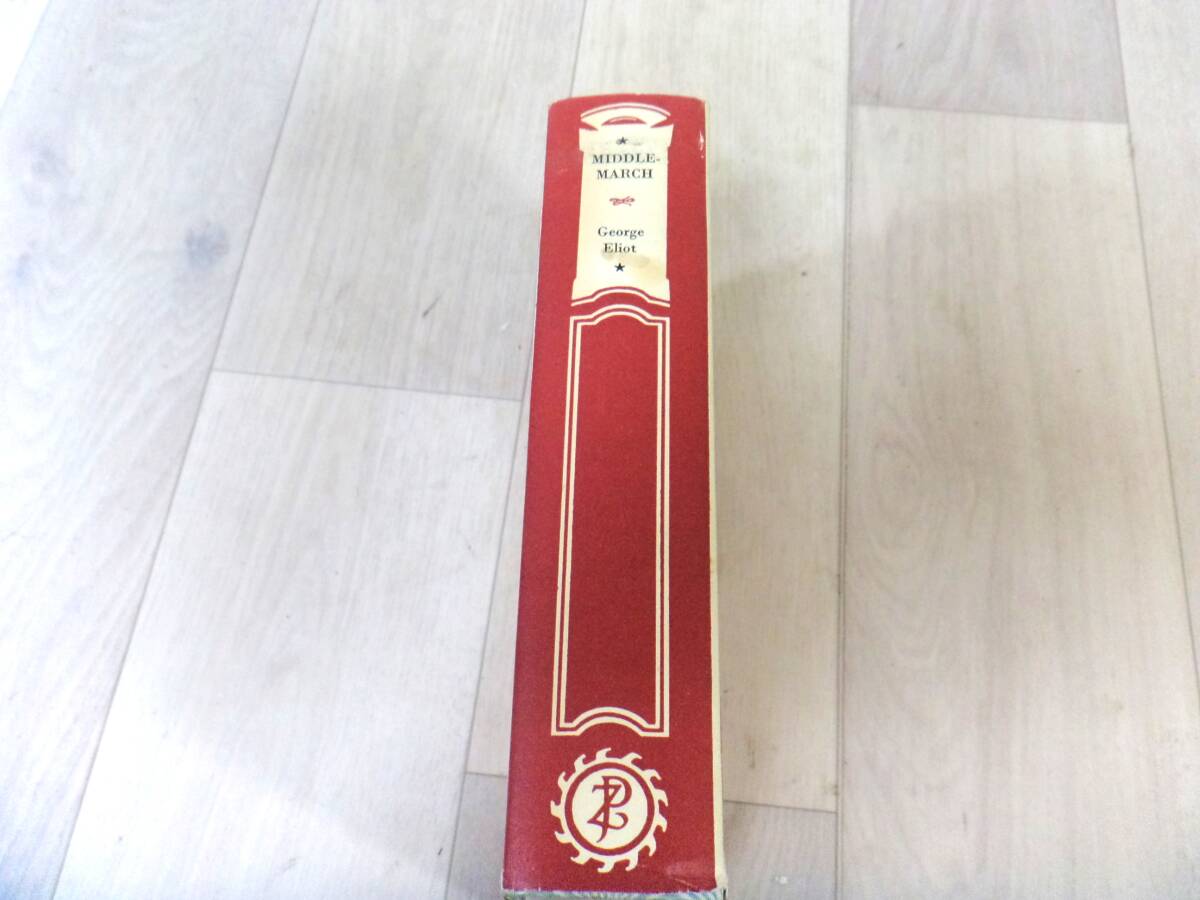 MIDDLE-
MARCH
George
Eliot